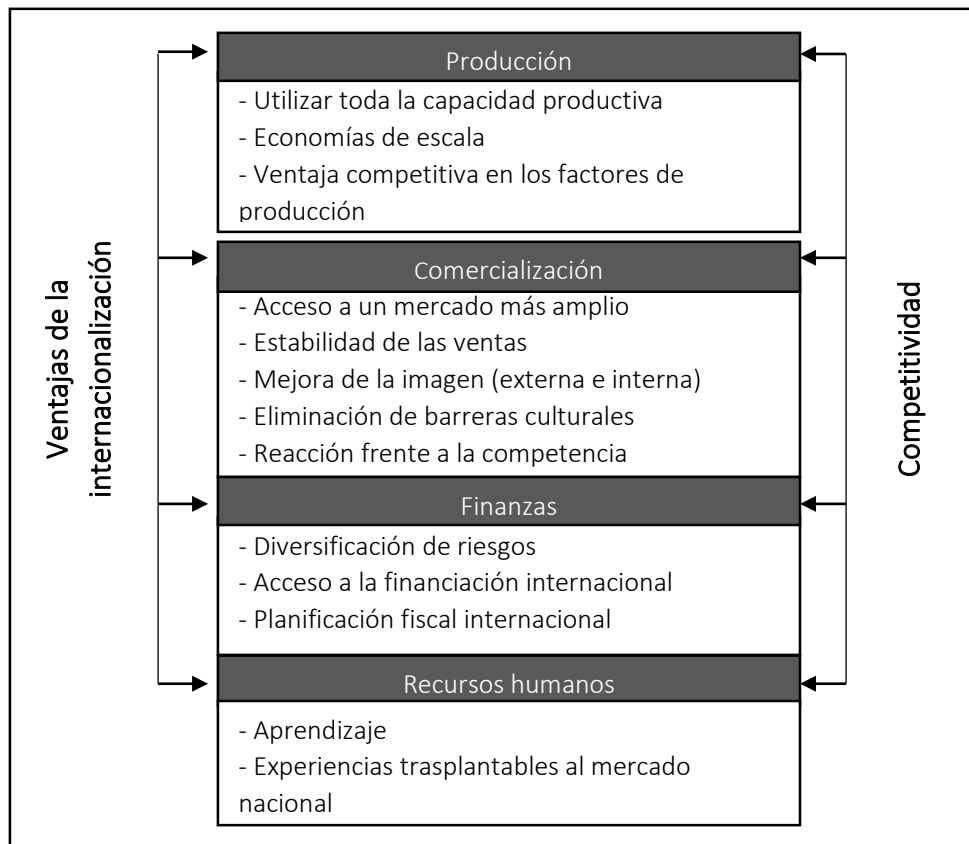 Ventajas de la
internacionalización
Producción
- Utilizar toda la capacidad productiva
- Economías de escala
- Ventaja competitiva en los factores de
producción
Comercialización
- Acceso a un mercado más amplio
- Estabilidad de las ventas
- Mejora de la imagen (externa e interna)
- Eliminación de barreras culturales
- Reacción frente a la competencia
Finanzas
- Diversificación de riesgos
- Acceso a la financiación internacional
- Planificación fiscal internacional
Recursos humanos
- Aprendizaje
- Experiencias trasplantables al mercado
nacional
Competitividad